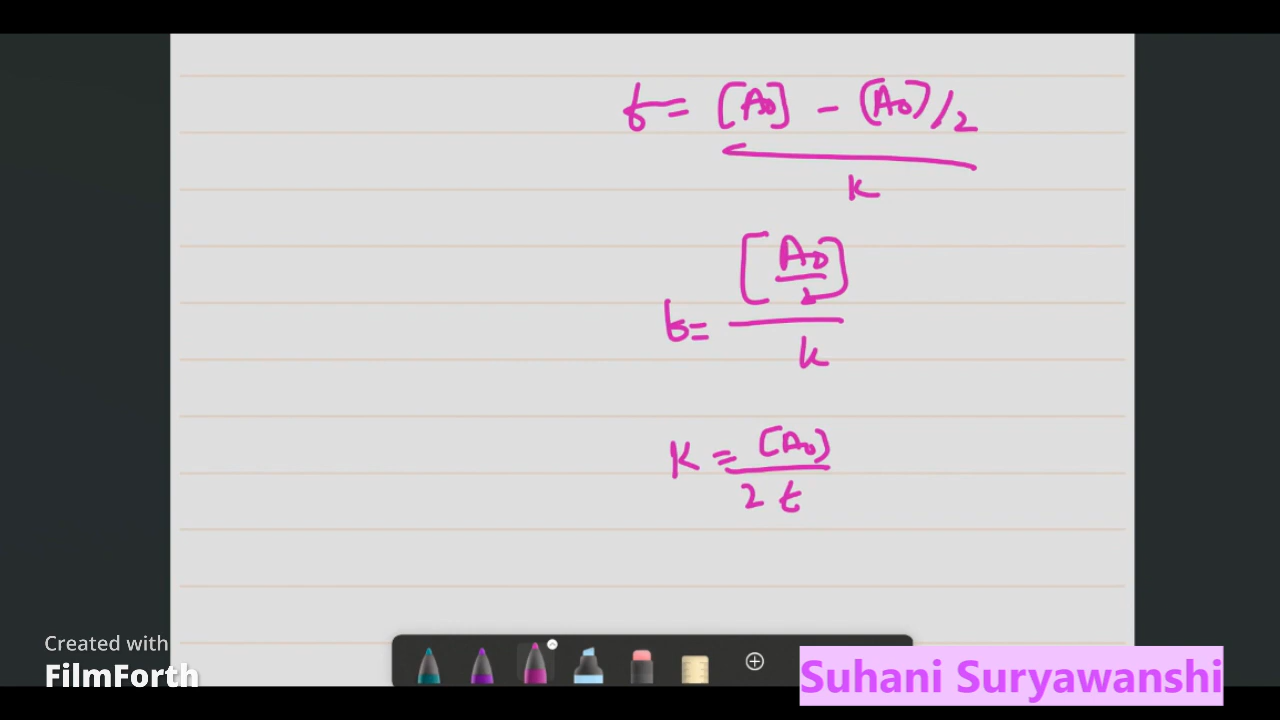 t = [A₀] - [A₀]/2
k
[A₀
2]
t =
k
K = [A₀]
2 t
Created with
FilmForth
Suhani Suryawanshi